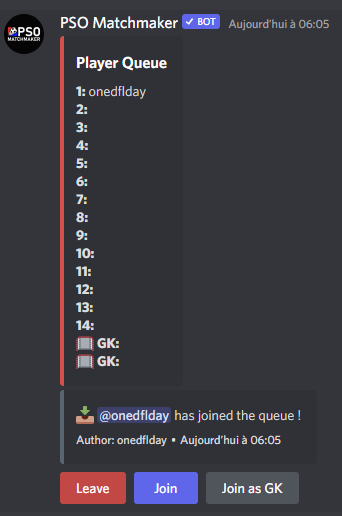 PSO
MATCHMAKER
PSO Matchmaker ✓ BOT Aujourd'hui à 06:05
Player Queue
1: onedflday
2:
3:
4:
5:
6:
7:
8:
9:
10:
11:
12:
13:
14:
🥅 GK:
🥅 GK:
📥 @onedflday has joined the queue !
Author: onedflday • Aujourd'hui à 06:05
Leave Join Join as GK